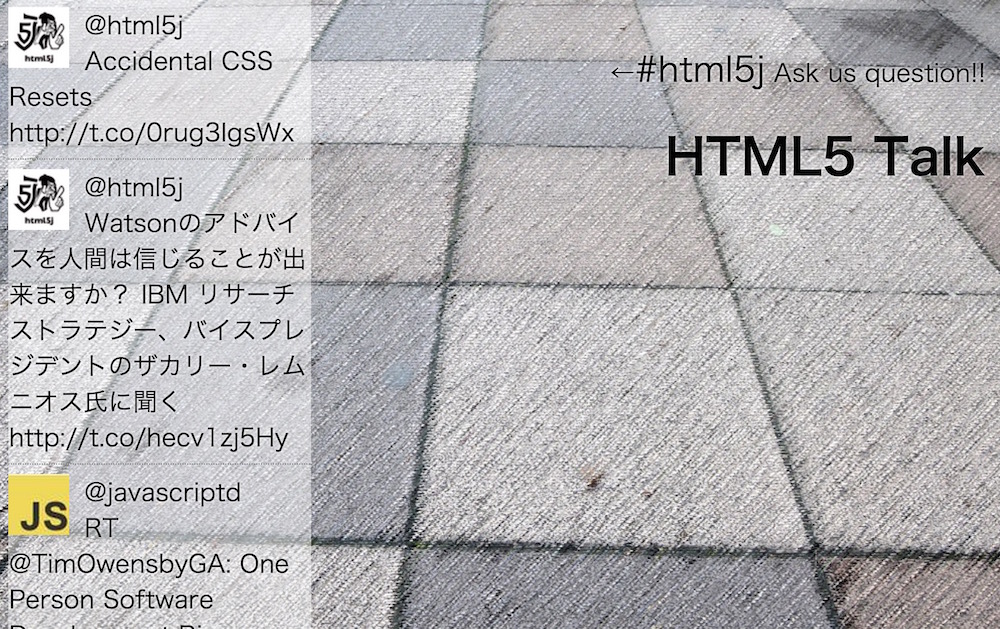 @html5j
Accidental CSS
Resets
http://t.co/0rug3IgsWx
@html5j
Watsonのアドバイ
スを人間は信じることが出
来ますか？ IBM リサーチ
ストラテジー、バイスプレ
ジデントのザカリー・レム
ニオス氏に聞く
http://t.co/hecv1zj5Hy
JS
@javascriptd
RT
@TimOwensbyGA: One
Person Software
←#html5j Ask us question!!
HTML5 Talk
html5j
html5j